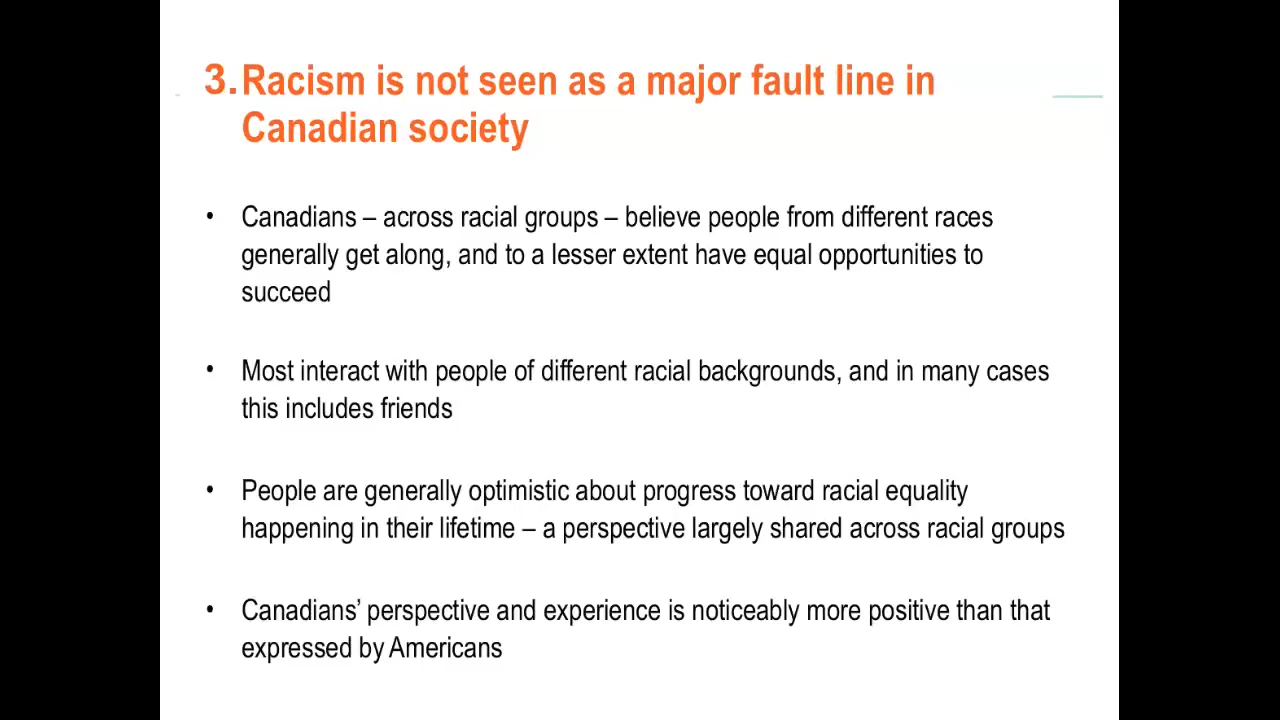 3. Racism is not seen as a major fault line in
Canadian society
• Canadians – across racial groups – believe people from different races
generally get along, and to a lesser extent have equal opportunities to
succeed
• Most interact with people of different racial backgrounds, and in many cases
this includes friends
• People are generally optimistic about progress toward racial equality
happening in their lifetime – a perspective largely shared across racial groups
• Canadians’ perspective and experience is noticeably more positive than that
expressed by Americans